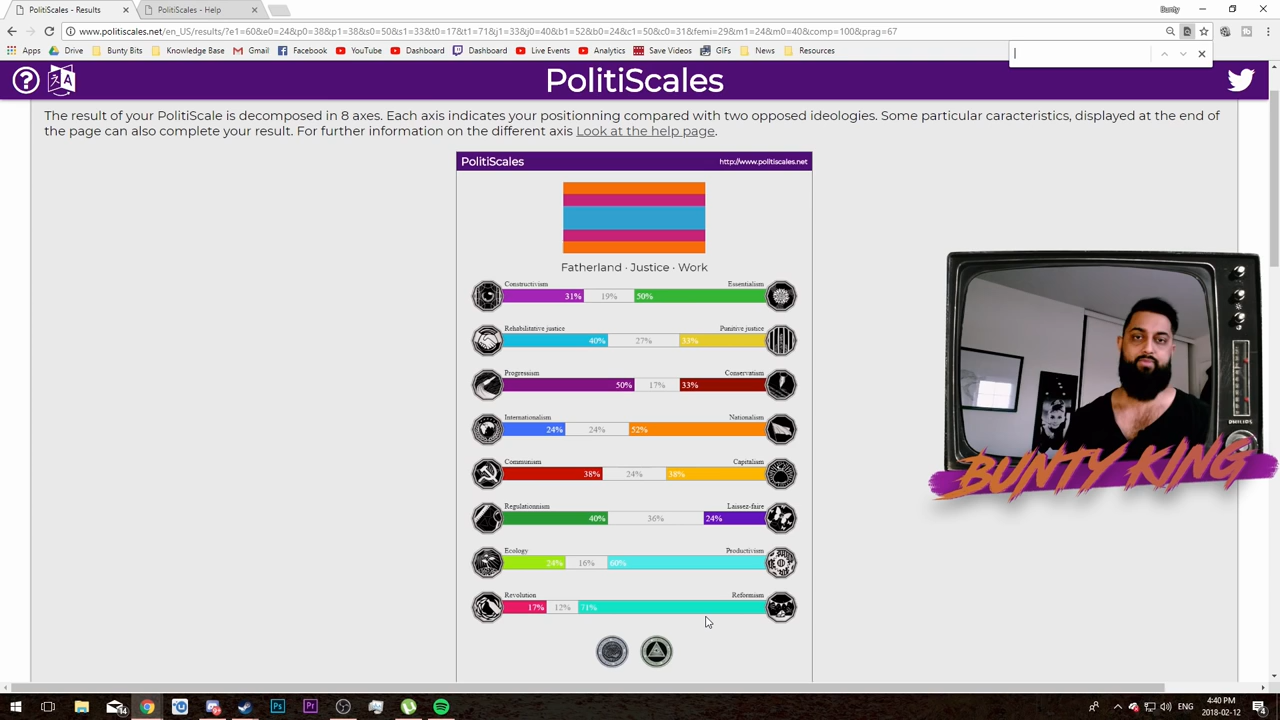 PolitiScales - Results
PolitiScales - Help
Bunty
www.politiscales.net/en_US/results/?e1=60&e0=24&p0=38&p1=38&s0=50&s1=33&t0=17&t1=71&j1=33&j0=40&b1=52&b0=24&c1=50&c0=31&femi=29&m1=24&m0=40&comp=100&prag=67
Apps Drive Bunty Bits Knowledge Base Gmail Facebook YouTube Dashboard Dashboard Live Events Analytics Save Videos GIFs News Resources
PolitiScales
The result of your PolitiScale is decomposed in 8 axes. Each axis indicates your positionning compared with two opposed ideologies. Some particular caracteristics, displayed at the end of
the page can also complete your result. For further information on the different axis Look at the help page.
PolitiScales http://www.politiscales.net
Fatherland · Justice · Work
Constructivism Essentialism
31% 19% 50%
Rehabilitative justice Punitive justice
40% 27% 33%
Progressism Conservatism
50% 17% 33%
Internationalism Nationalism
24% 24% 52%
Communism Capitalism
38% 24% 38%
Regulationnism Laissez-faire
40% 36% 24%
Ecology Productivism
24% 16% 60%
Revolution Reformism
17% 12% 71%
PHILIPS
BUNTY KING
ENG
4:40 PM
2018-02-12